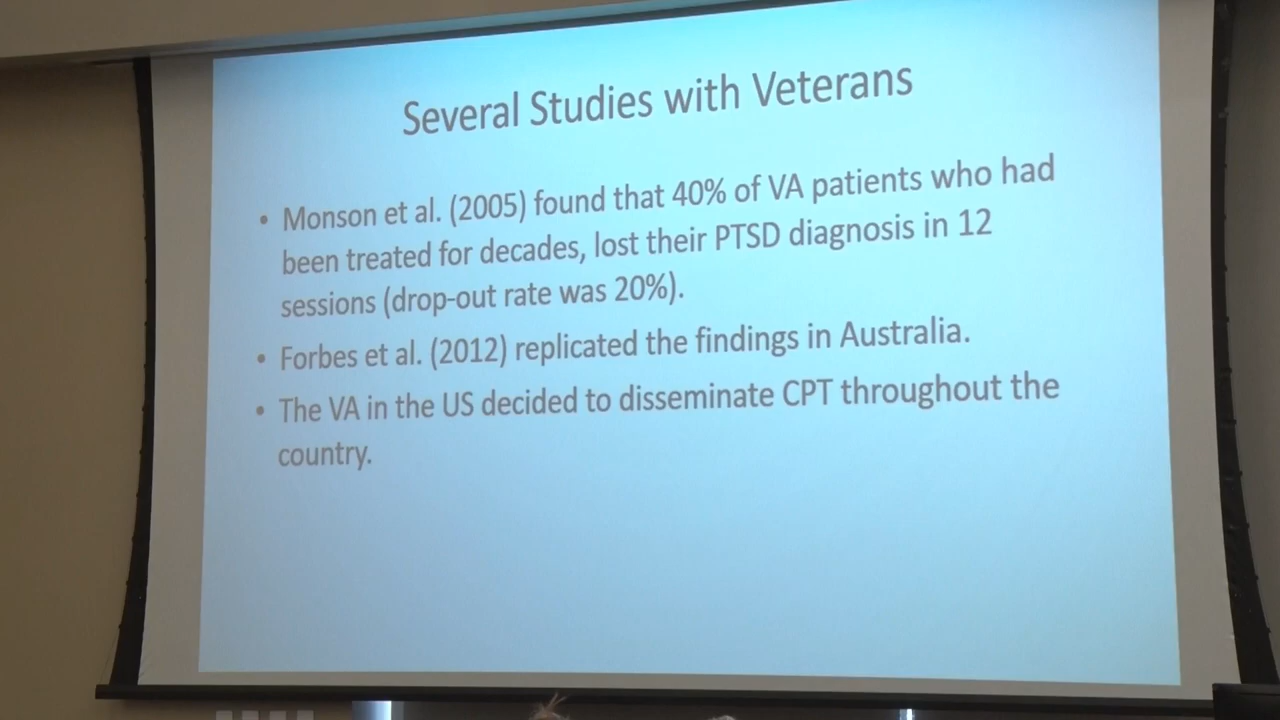 Several Studies with Veterans
• Monson et al. (2005) found that 40% of VA patients who had
been treated for decades, lost their PTSD diagnosis in 12
sessions (drop-out rate was 20%).
• Forbes et al. (2012) replicated the findings in Australia.
• The VA in the US decided to disseminate CPT throughout the
country.